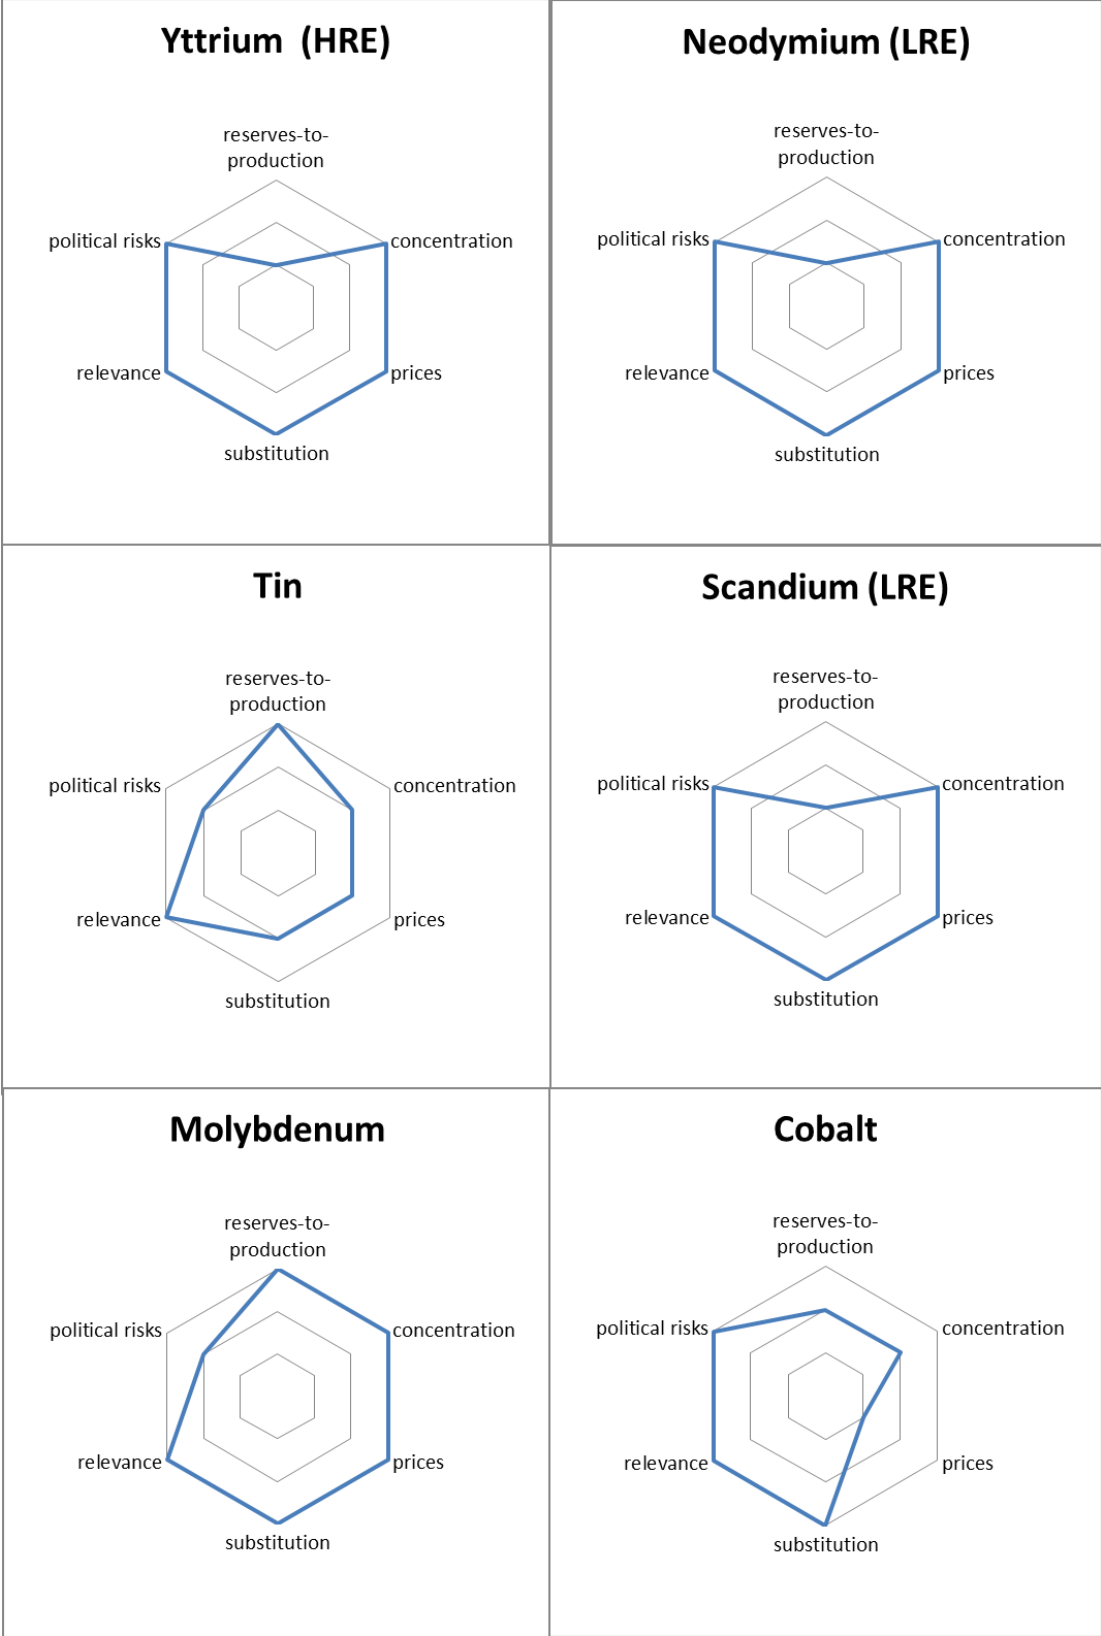 Yttrium  (HRE)
reserves-to-
production
political risks
concentration
relevance
prices
substitution
Neodymium (LRE)
reserves-to-
production
political risks
concentration
relevance
prices
substitution
Tin
reserves-to-
production
political risks
concentration
relevance
prices
substitution
Scandium (LRE)
reserves-to-
production
political risks
concentration
relevance
prices
substitution
Molybdenum
reserves-to-
production
political risks
concentration
relevance
prices
substitution
Cobalt
reserves-to-
production
political risks
concentration
relevance
prices
substitution